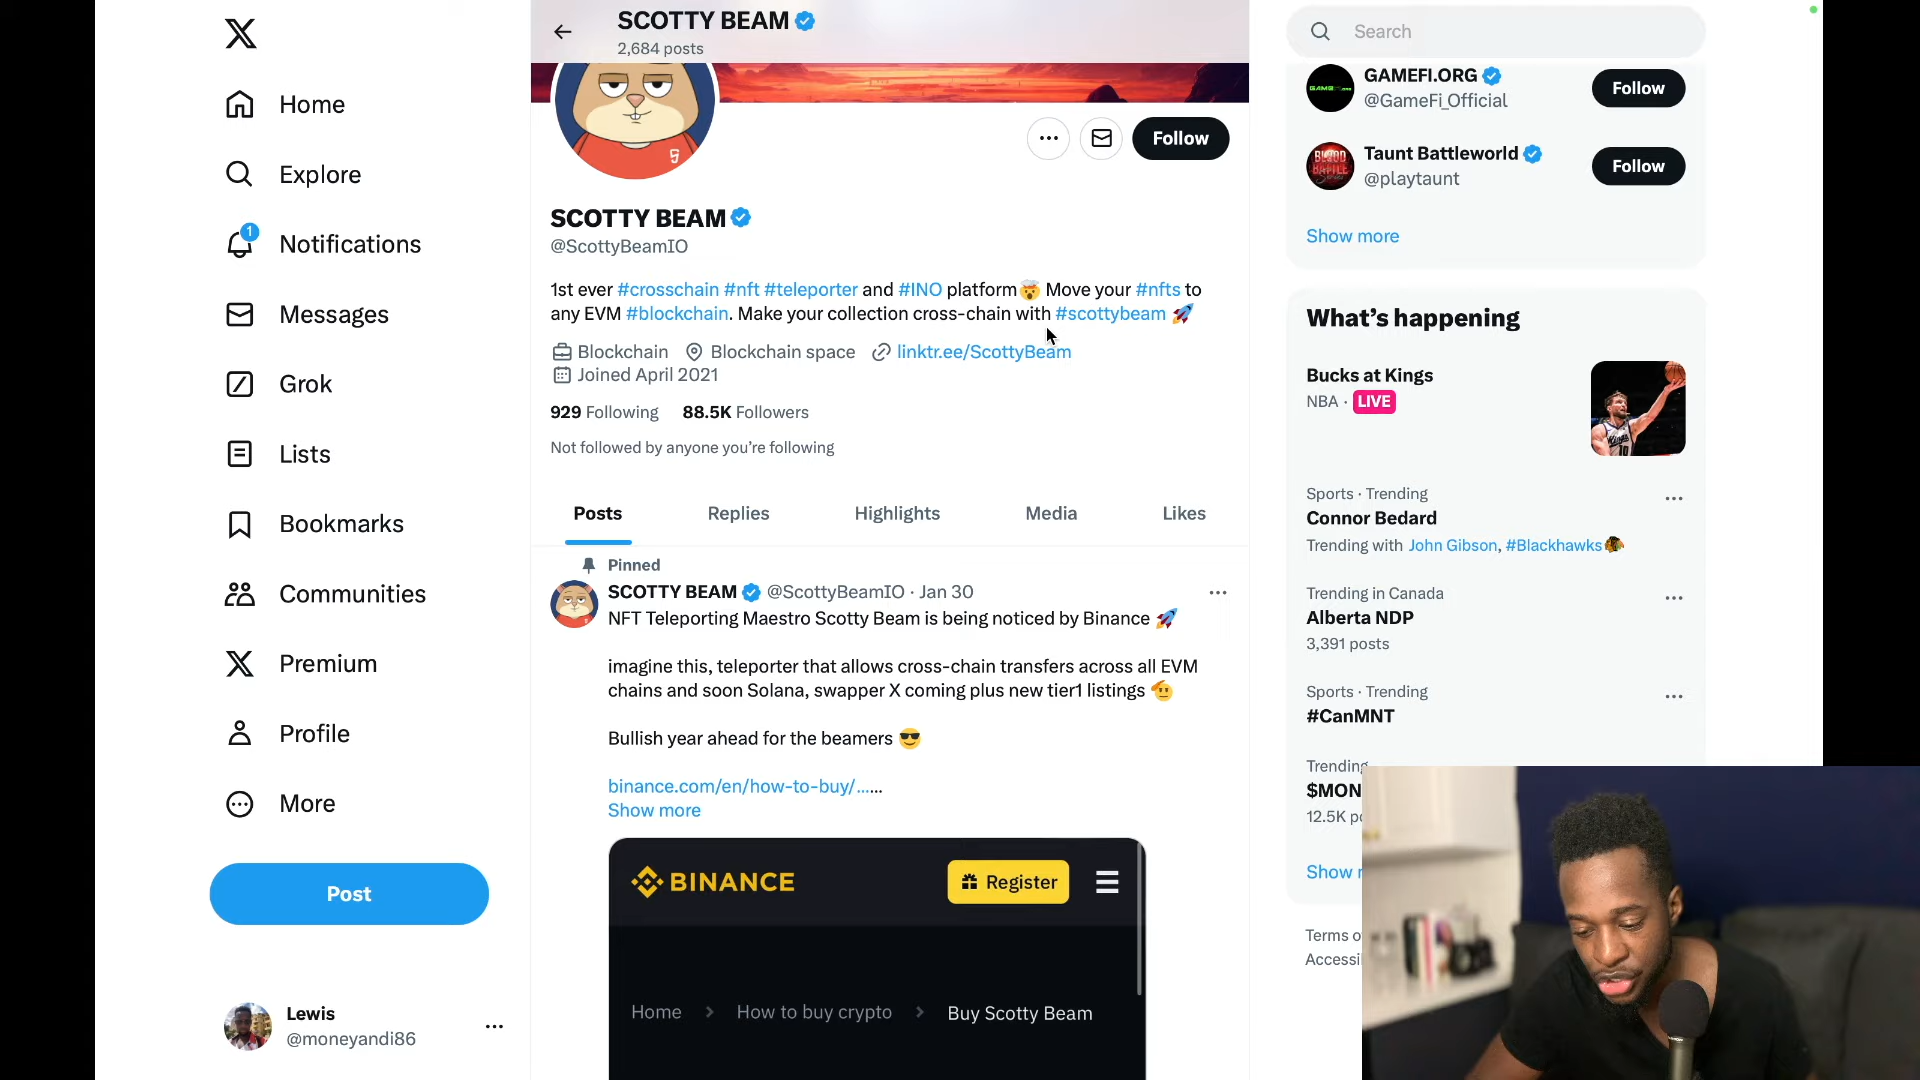 Home
Explore
1
Notifications
Messages
Grok
Lists
Bookmarks
Communities
Premium
Profile
More
Post
Lewis
@moneyandi86
SCOTTY BEAM
2,684 posts
Follow
SCOTTY BEAM
@ScottyBeamIO
1st ever #crosschain #nft #teleporter and #INO platform🤯 Move your #nfts to
any EVM #blockchain. Make your collection cross-chain with #scottybeam 🚀
Blockchain Blockchain space linktr.ee/ScottyBeam
Joined April 2021
929 Following 88.5K Followers
Not followed by anyone you’re following
Posts Replies Highlights Media Likes
Pinned
SCOTTY BEAM @ScottyBeamIO · Jan 30
NFT Teleporting Maestro Scotty Beam is being noticed by Binance 🚀
imagine this, teleporter that allows cross-chain transfers across all EVM
chains and soon Solana, swapper X coming plus new tier1 listings 🫡
Bullish year ahead for the beamers 😎
binance.com/en/how-to-buy/……
Show more
BINANCE Register
Home > How to buy crypto > Buy Scotty Beam
Search
GAMEFI.ORG
@GameFi_Official
Follow
Taunt Battleworld
@playtaunt
Follow
Show more
What’s happening
Bucks at Kings
NBA · LIVE
Sports · Trending
Connor Bedard
Trending with John Gibson, #Blackhawks
Trending in Canada
Alberta NDP
3,391 posts
Sports · Trending
#CanMNT
Trending
$MON
12.5K po
Show
Terms o
Accessi